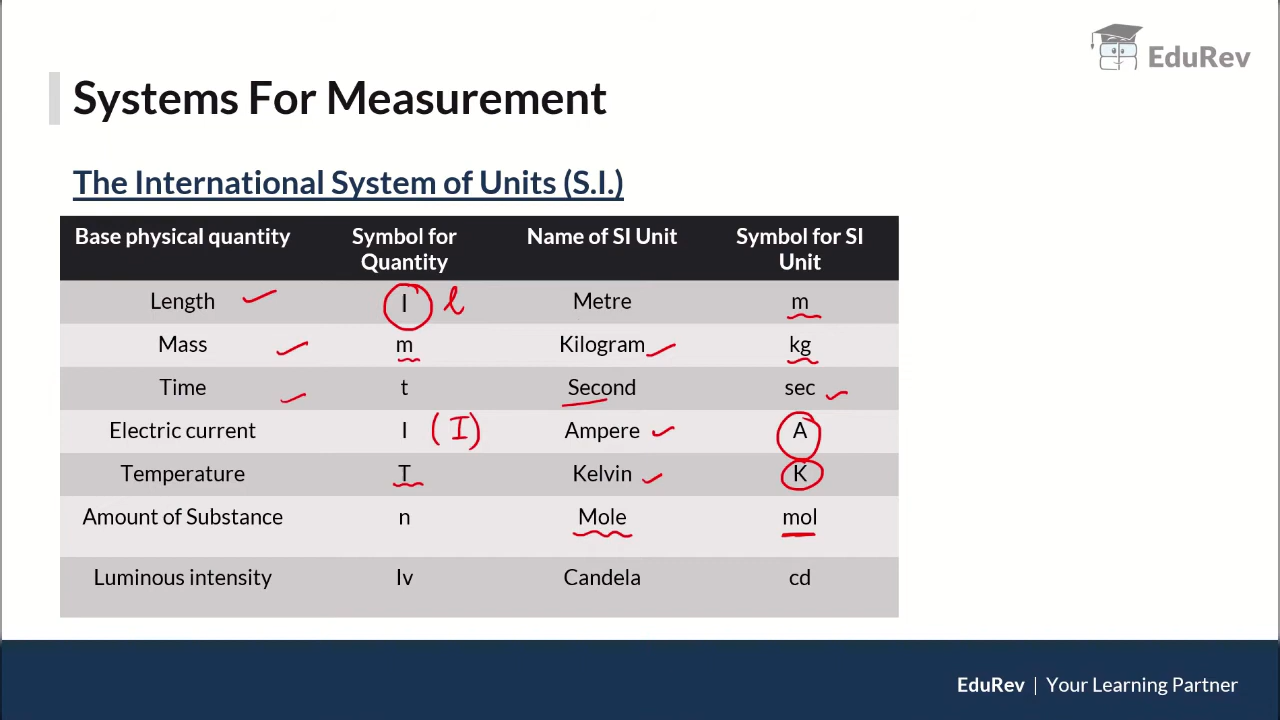 EduRev
Systems For Measurement
The International System of Units (S.I.)
Base physical quantity Symbol for Quantity Name of SI Unit Symbol for SI Unit
Length l l Metre m
Mass m Kilogram kg
Time t Second sec
Electric current I (I) Ampere A
Temperature T Kelvin K
Amount of Substance n Mole mol
Luminous intensity Iv Candela cd
EduRev | Your Learning Partner